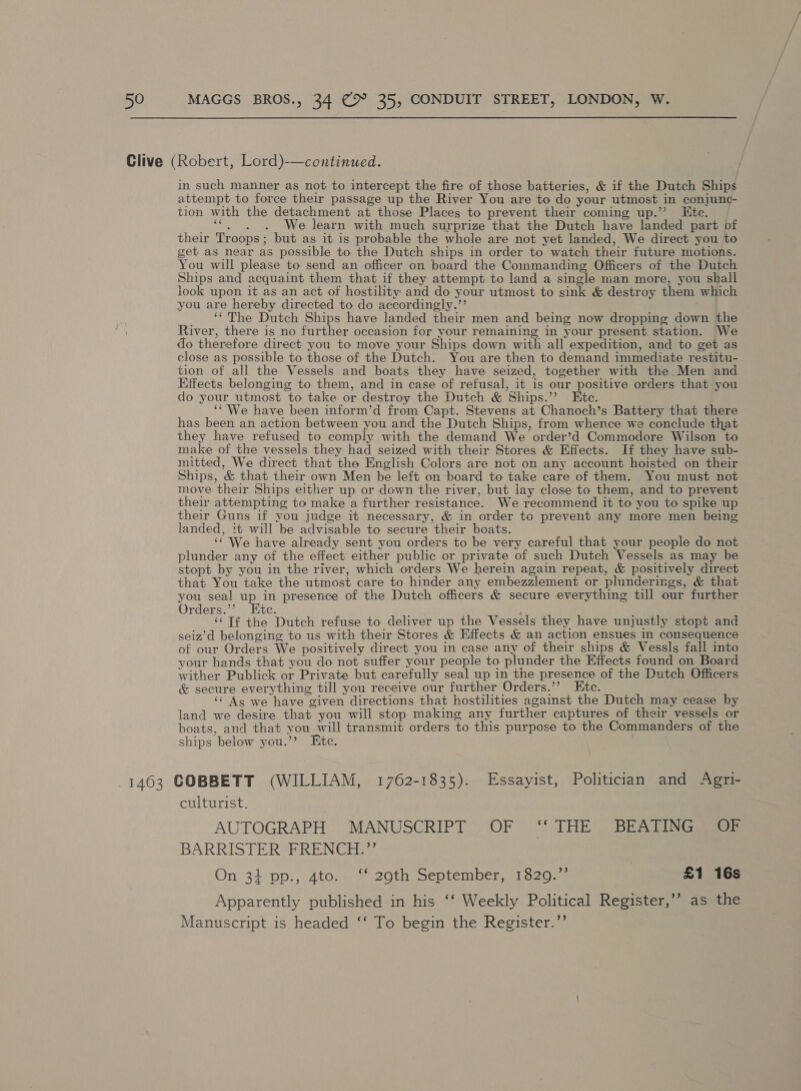 50 MAGGS BROS., 34 & 35, CONDUIT STREET, LONDON, W.
Clive (Robert, Lord)—continued.
in such manner as not to intercept the fire of those batteries, & if the Dutch Ships
attempt to force their passage up the River You are to do your utmost in conjunc-
tion with the detachment at those Places to prevent their coming up.’’ Etc.
‘‘. . . We learn with much surprize that the Dutch have landed part of
their Troops; but as it is probable the whole are not yet landed, We direct you to
get as near as possible to the Dutch ships in order to watch their future motions.
You will please to send an officer on board the Commanding Officers of the Dutch
Ships and acquaint them that if they attempt to land a single man more, you shall
look upon it as an act of hostility and do your utmost to sink & destroy them which
you are hereby directed to do accordingly.’’
‘‘ The Dutch Ships have landed their men and being now dropping down the
River, there is no further occasion for your remaining in your present station. We
do therefore direct you to move your Ships down with all expedition, and to get as
close as possible to those of the Dutch. You are then to demand immediate restitu-
tion of all the Vessels and boats they have seized, together with the Men and
Effects belonging to them, and in case of refusal, it is our positive orders that you
do your utmost to take or destroy the Dutch & Ships.’’ Etc.
‘‘ We have been inform’d from Capt. Stevens at Chanoch’s Battery that there
has been an action between you and the Dutch Ships, from whence we conclude that
they have refused to comply with the demand We order’d Commodore Wilson to
make of the vessels they had seized with their Stores & Effects. If they have sub-
mitted, We direct that the English Colors are not on any account hoisted on their
Ships, & that their own Men be left on board to take care of them. You must not
move their Ships either up or down the river, but lay close to them, and to prevent
their attempting to make a further resistance. We recommend it to you to spike up
their Guns if you judge it necessary, & in order to prevent any more men being
landed, it will be advisable to secure their boats.
‘‘ We have already sent you orders to be very careful that your people do not
plunder any of the effect either public or private of such Dutch Vessels as may be
stopt by you in the river, which orders We herein again repeat, & positively direct
that You take the utmost care to hinder any embezzlement or plunderings, & that
you seal up in presence of the Dutch officers & secure everything till our further
Orders.’’ Etc.
‘‘ If the Dutch refuse to deliver up the Vessels they have unjustly stopt and
seiz’d belonging to us with their Stores & Effects & an action ensues in consequence
of our Orders We positively direct you in case any of their ships & Vessls fall into
your hands that you do not suffer your people to plunder the Effects found on Board
wither Publick or Private but carefully seal up in the presence of the Dutch Officers
& secure everything till you receive our further Orders.’’ Etc.
‘‘ As we have given directions that hostilities against the Dutch may cease by
land we desire that you will stop making any further captures of their vessels or
boats, and that you will transmit orders to this purpose to the Commanders of the
ships below you.’’ Etc.
1463 COBBETT (WILLIAM, 1762-1835). Essayist, Politician and Agri-
culturist.
AUTOGRAPH MANUSCRIPT OF ‘‘ THE BEATING OF
BARRISTER FRENCH.’’
On 3½ pp., 4to. ‘‘ 29th September, 1829.’’ £1 16s
Apparently published in his ‘‘ Weekly Political Register,’’ as the
Manuscript is headed ‘‘ To begin the Register.’’